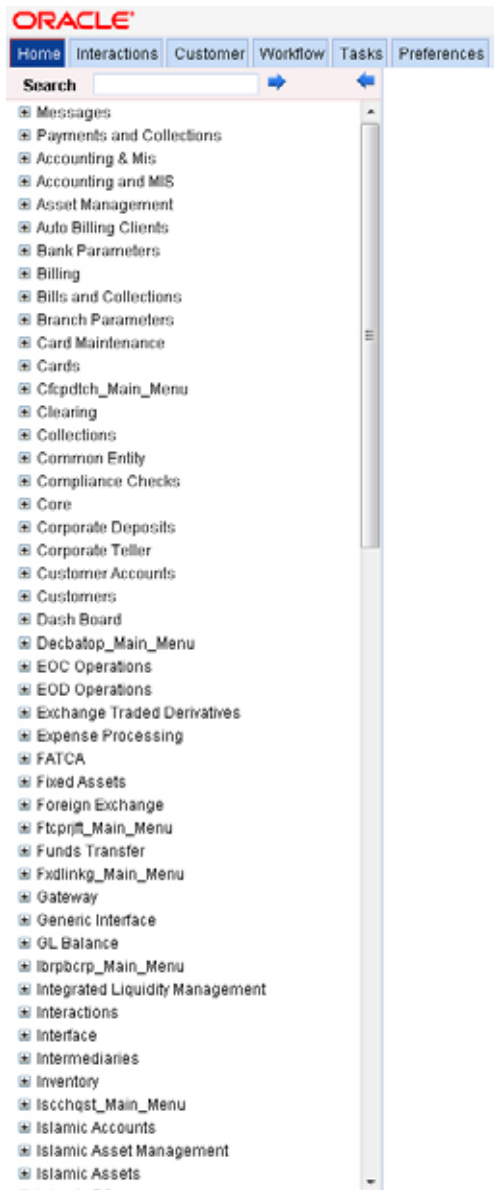 ORACLE
Home Interactions Customer Workflow Tasks Preferences
Search
Messages
Payments and Collections
Accounting & Mis
Accounting and MIS
Asset Management
Auto Billing Clients
Bank Parameters
Billing
Bills and Collections
Branch Parameters
Card Maintenance
Cards
Cfcpdtch_Main_Menu
Clearing
Collections
Common Entity
Compliance Checks
Core
Corporate Deposits
Corporate Teller
Customer Accounts
Customers
Dash Board
Decbatop_Main_Menu
EOC Operations
EOD Operations
Exchange Traded Derivatives
Expense Processing
FATCA
Fixed Assets
Foreign Exchange
Ftcprjft_Main_Menu
Funds Transfer
Fxdlinkg_Main_Menu
Gateway
Generic Interface
GL Balance
Ibrpbcrp_Main_Menu
Integrated Liquidity Management
Interactions
Interface
Intermediaries
Inventory
Iscchqst_Main_Menu
Islamic Accounts
Islamic Asset Management
Islamic Assets